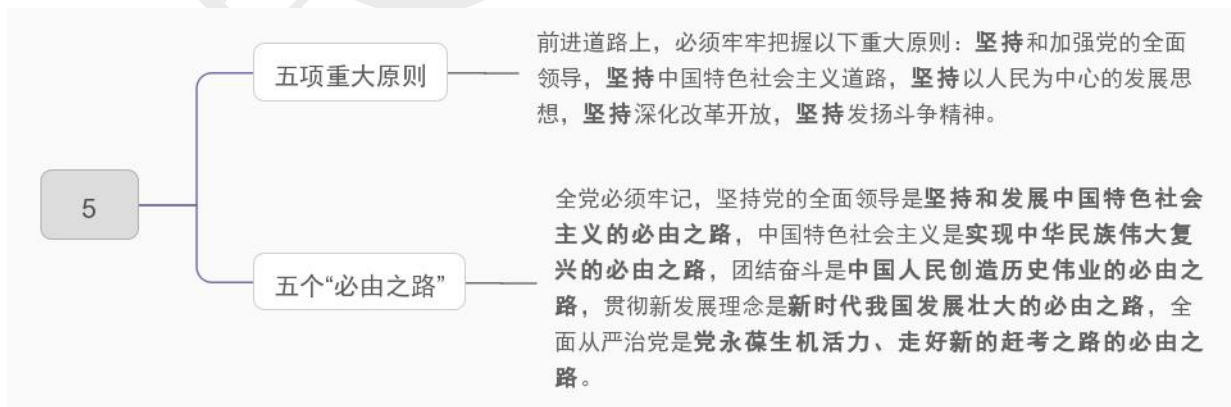 5
五项重大原则
前进道路上，必须牢牢把握以下重大原则：坚持和加强党的全面
领导，坚持中国特色社会主义道路，坚持以人民为中心的发展思
想，坚持深化改革开放，坚持发扬斗争精神。
五个“必由之路”
全党必须牢记，坚持党的全面领导是坚持和发展中国特色社会
主义的必由之路，中国特色社会主义是实现中华民族伟大复
兴的必由之路，团结奋斗是中国人民创造历史伟业的必由之
路，贯彻新发展理念是新时代我国发展壮大的必由之路，全
面从严治党是党永葆生机活力、走好新的赶考之路的必由之
路。